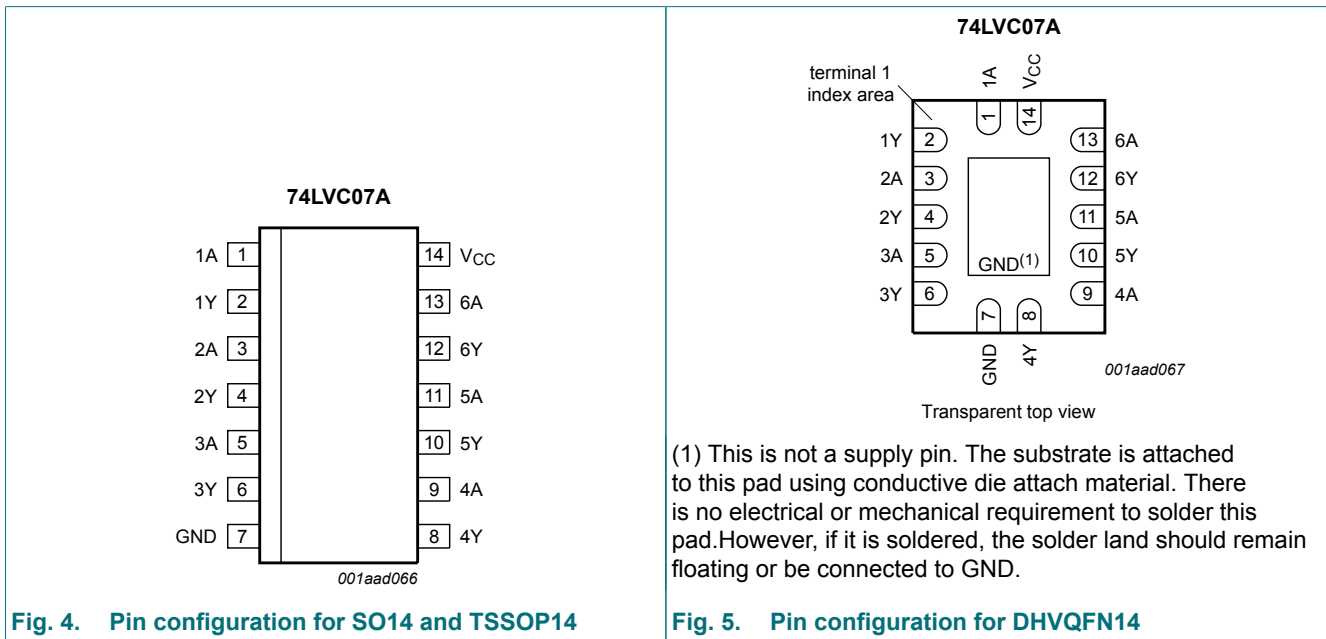 74LVC07A
1A 1 14 VCC
1Y 2 13 6A
2A 3 12 6Y
2Y 4 11 5A
3A 5 10 5Y
3Y 6 9 4A
GND 7 8 4Y
001aad066
Fig. 4. Pin configuration for SO14 and TSSOP14
74LVC07A
terminal 1
index area
1A VCC
1 14
1Y 2 13 6A
2A 3 12 6Y
2Y 4 11 5A
3A 5 10 5Y
GND(1)
3Y 6 9 4A
7 8
GND 4Y
001aad067
Transparent top view
(1) This is not a supply pin. The substrate is attached
to this pad using conductive die attach material. There
is no electrical or mechanical requirement to solder this
pad.However, if it is soldered, the solder land should remain
floating or be connected to GND.
Fig. 5. Pin configuration for DHVQFN14